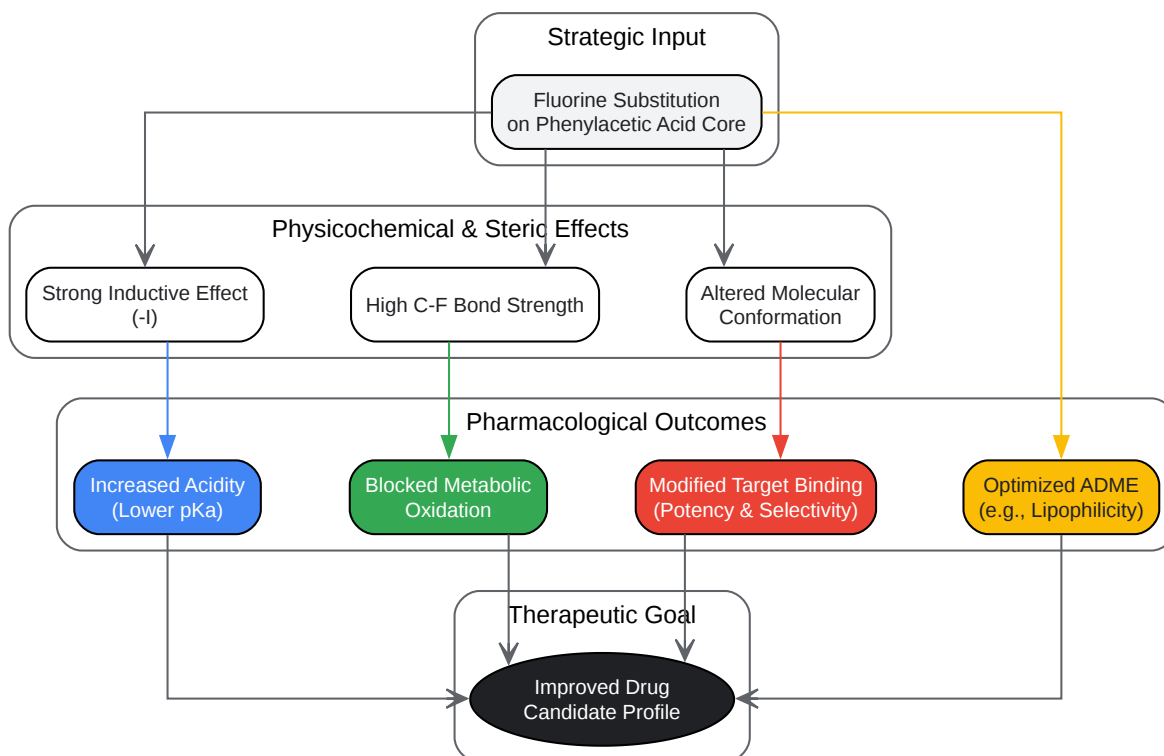 Strategic Input
Fluorine Substitution
on Phenylacetic Acid Core
Physicochemical & Steric Effects
Strong Inductive Effect
(-I)
High C-F Bond Strength
Altered Molecular
Conformation
Pharmacological Outcomes
Increased Acidity
(Lower pKa)
Blocked Metabolic
Oxidation
Modified Target Binding
(Potency & Selectivity)
Optimized ADME
(e.g., Lipophilicity)
Therapeutic Goal
Improved Drug
Candidate Profile